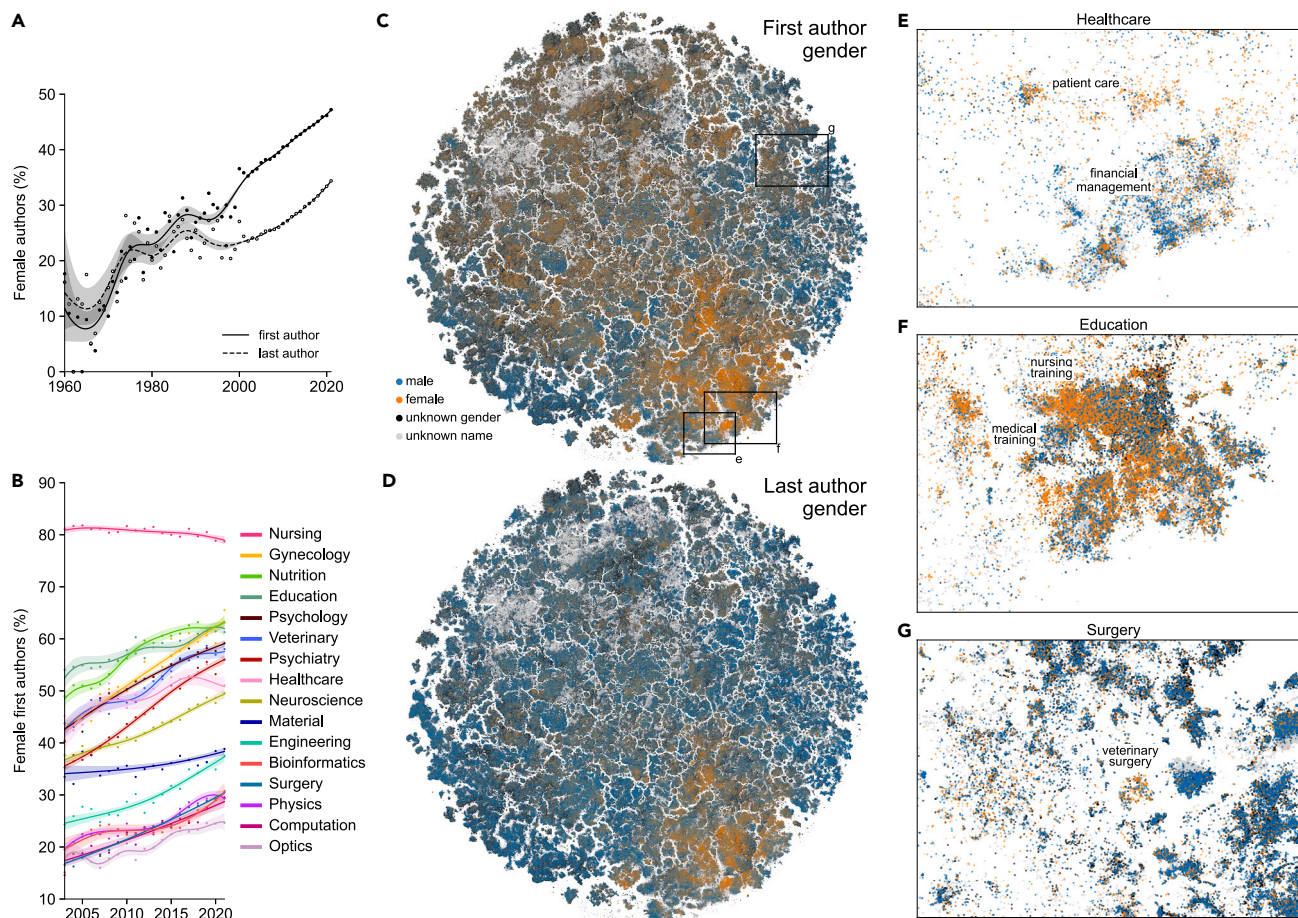 A
50
40
30
20
10
0
Female authors (%)
first author
last author
1960
1980
2000
2020
B
90
80
70
60
50
40
30
20
10
Female first authors (%)
2005
2010
2015
2020
Nursing
Gynecology
Nutrition
Education
Psychology
Veterinary
Psychiatry
Healthcare
Neuroscience
Material
Engineering
Bioinformatics
Surgery
Physics
Computation
Optics
C
First author
gender
g
male
female
unknown gender
unknown name
f
e
D
Last author
gender
E
Healthcare
patient care
financial
management
F
Education
nursing
training
medical
training
G
Surgery
veterinary
surgery